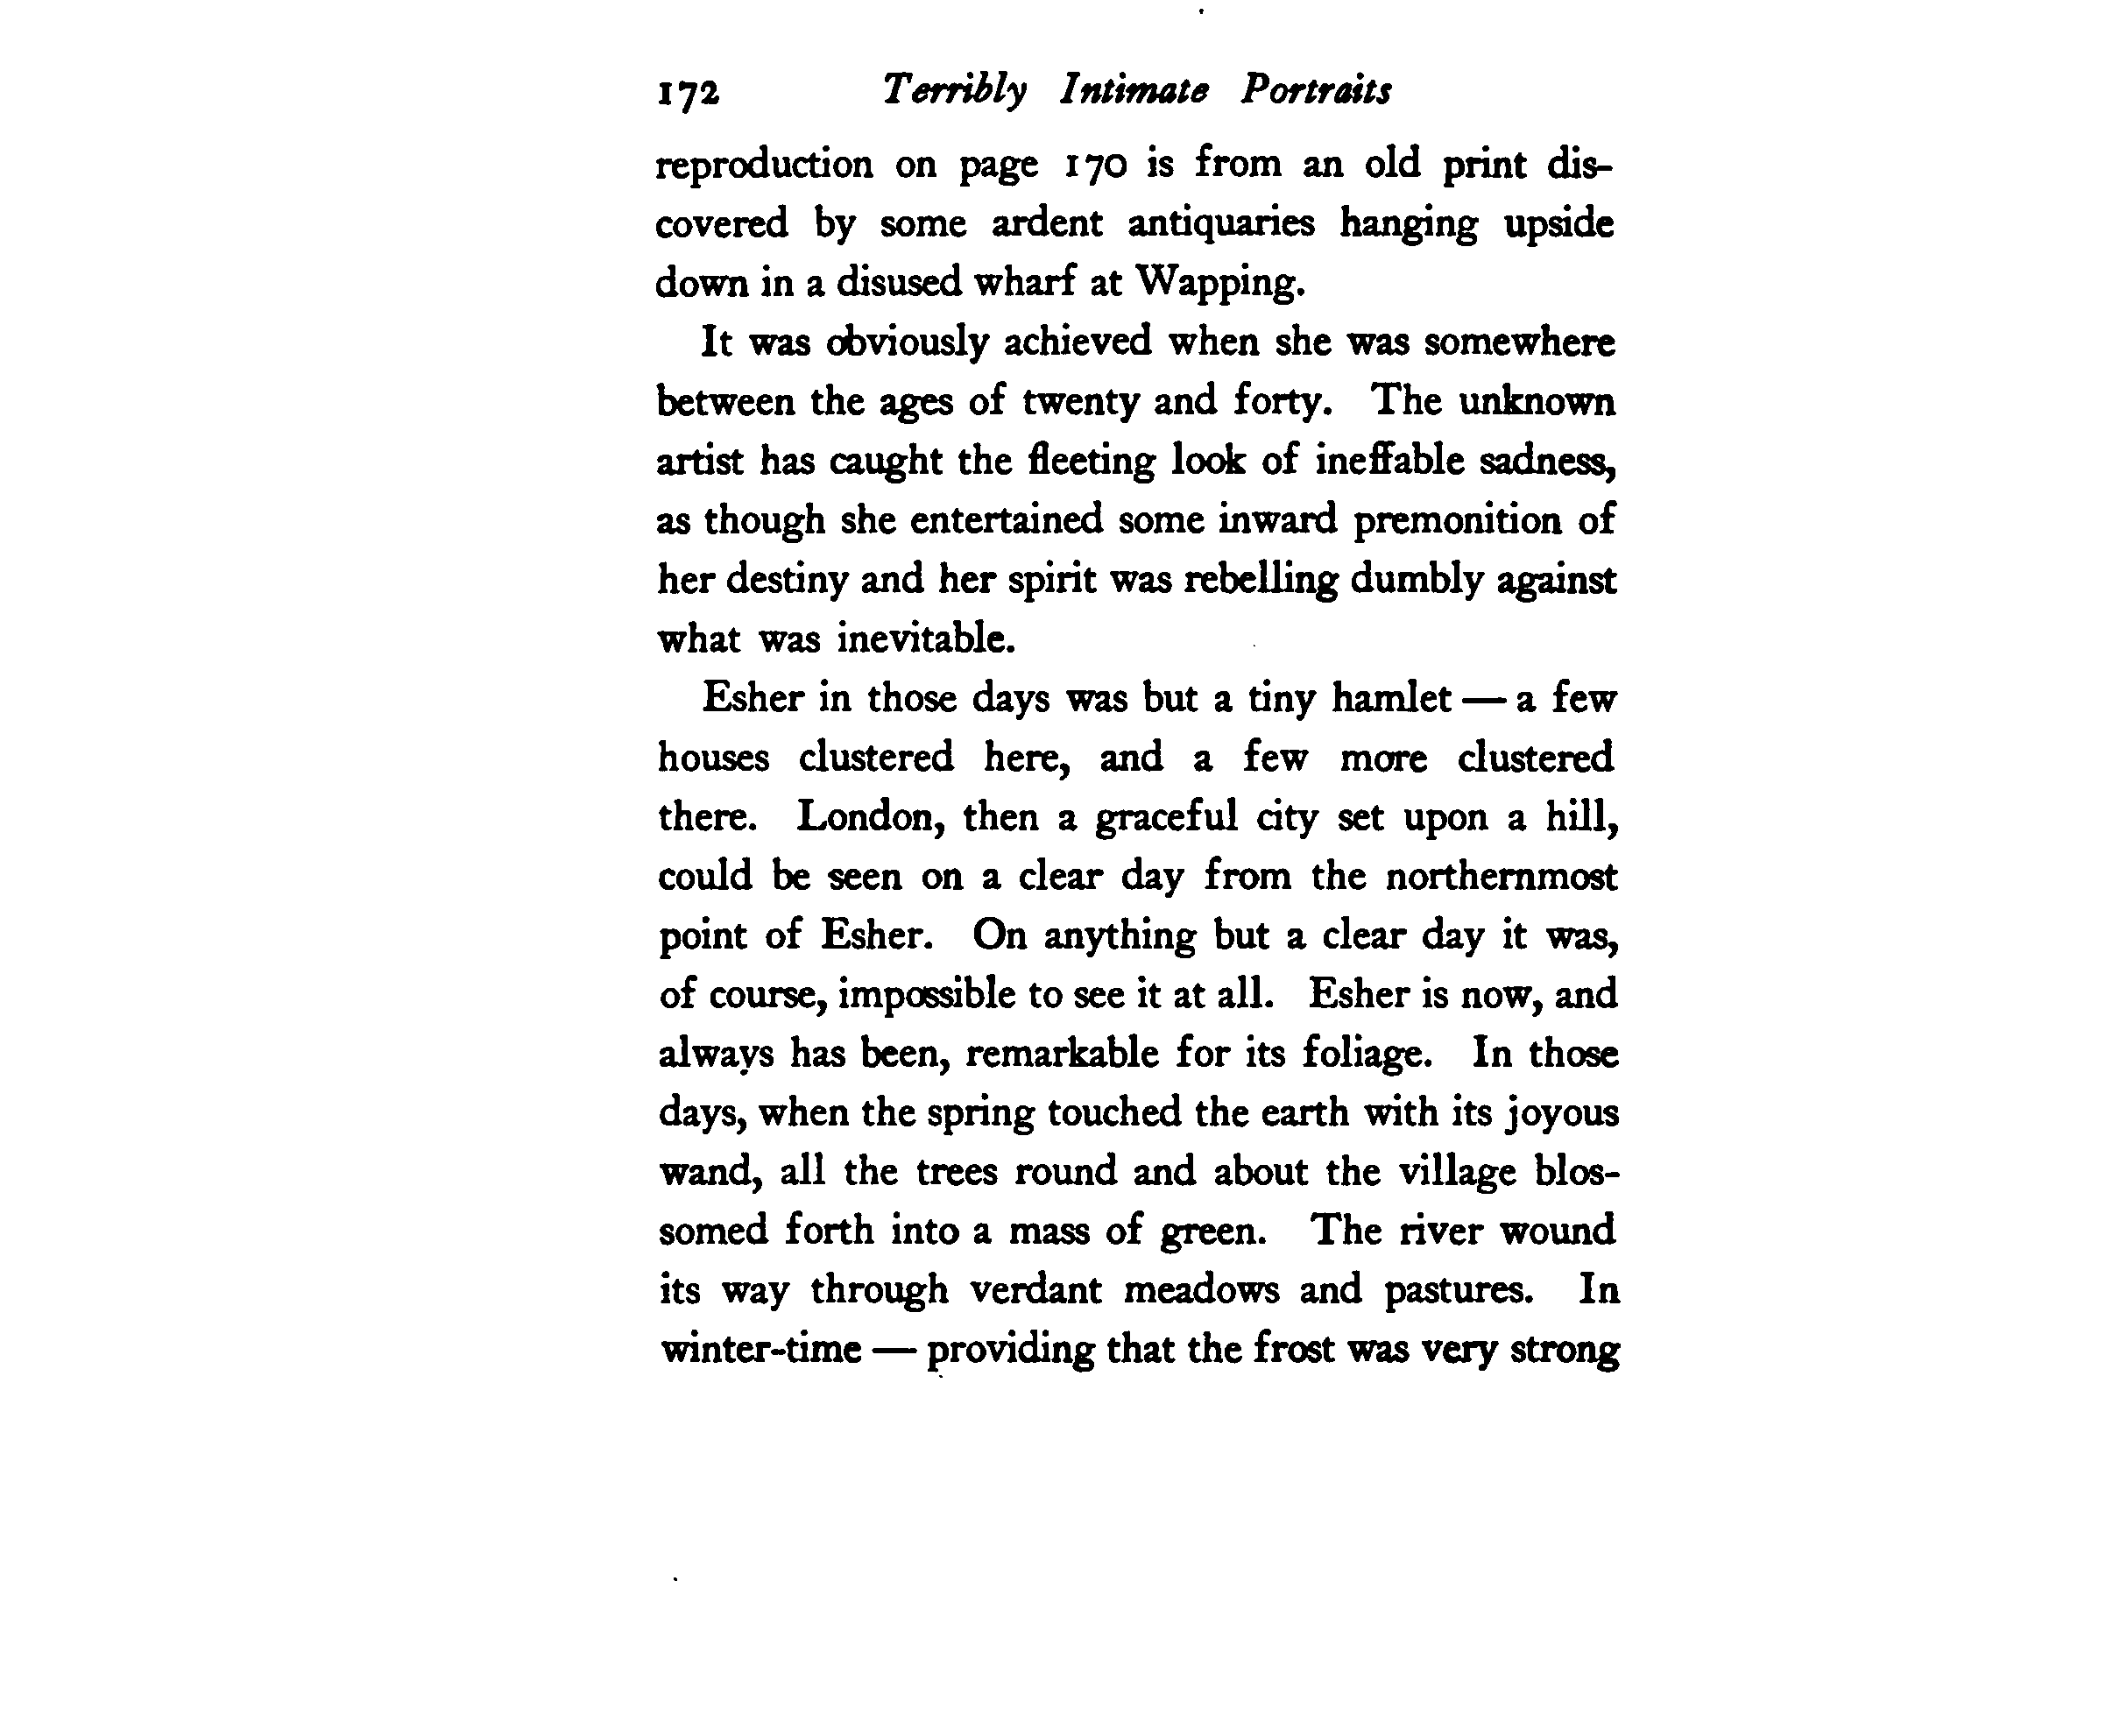 172 Terribly Intimate Portraits
reproduction on page 170 is from an old print dis-
covered by some ardent antiquaries hanging upside
down in a disused wharf at Wapping.
It was obviously achieved when she was somewhere
between the ages of twenty and forty. The unknown
artist has caught the fleeting look of ineffable sadness,
as though she entertained some inward premonition of
her destiny and her spirit was rebelling dumbly against
what was inevitable.
Esher in those days was but a tiny hamlet — a few
houses clustered here, and a few more clustered
there. London, then a graceful city set upon a hill,
could be seen on a clear day from the northernmost
point of Esher. On anything but a clear day it was,
of course, impossible to see it at all. Esher is now, and
always has been, remarkable for its foliage. In those
days, when the spring touched the earth with its joyous
wand, all the trees round and about the village blos-
somed forth into a mass of green. The river wound
its way through verdant meadows and pastures. In
winter-time — providing that the frost was very strong